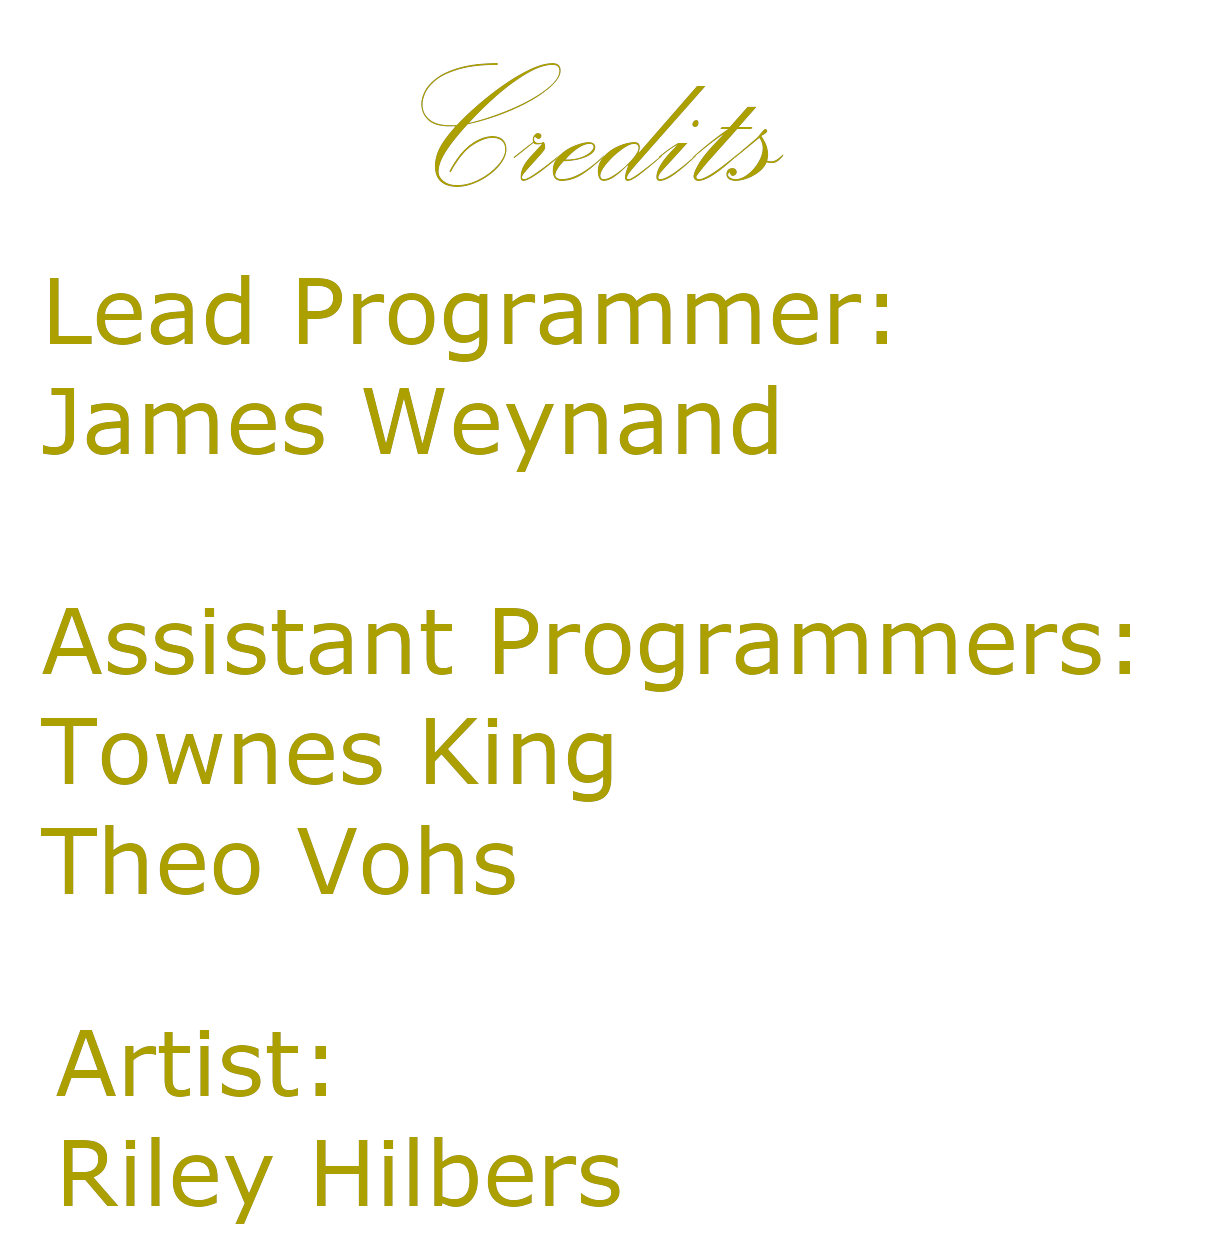 Credits
Lead Programmer:
James Weynand
Assistant Programmers:
Townes King
Theo Vohs
Artist:
Riley Hilbers